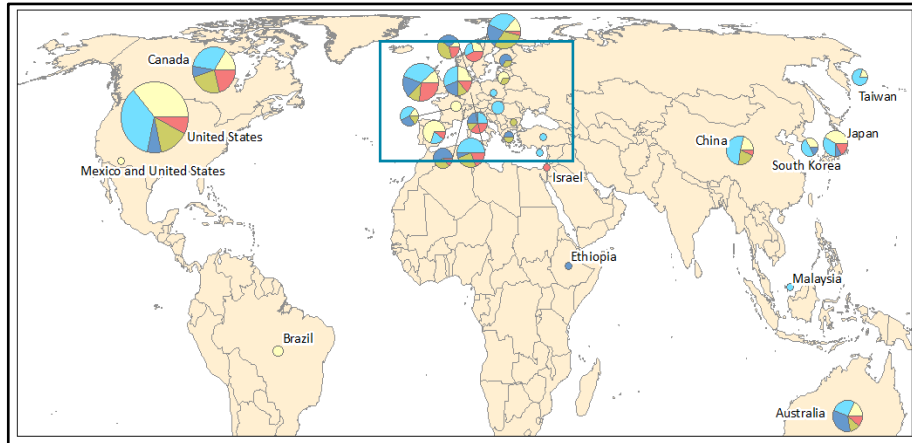 Canada
United States
Mexico and United States
Brazil
Israel
Ethiopia
China
Taiwan
Japan
South Korea
Malaysia
Australia